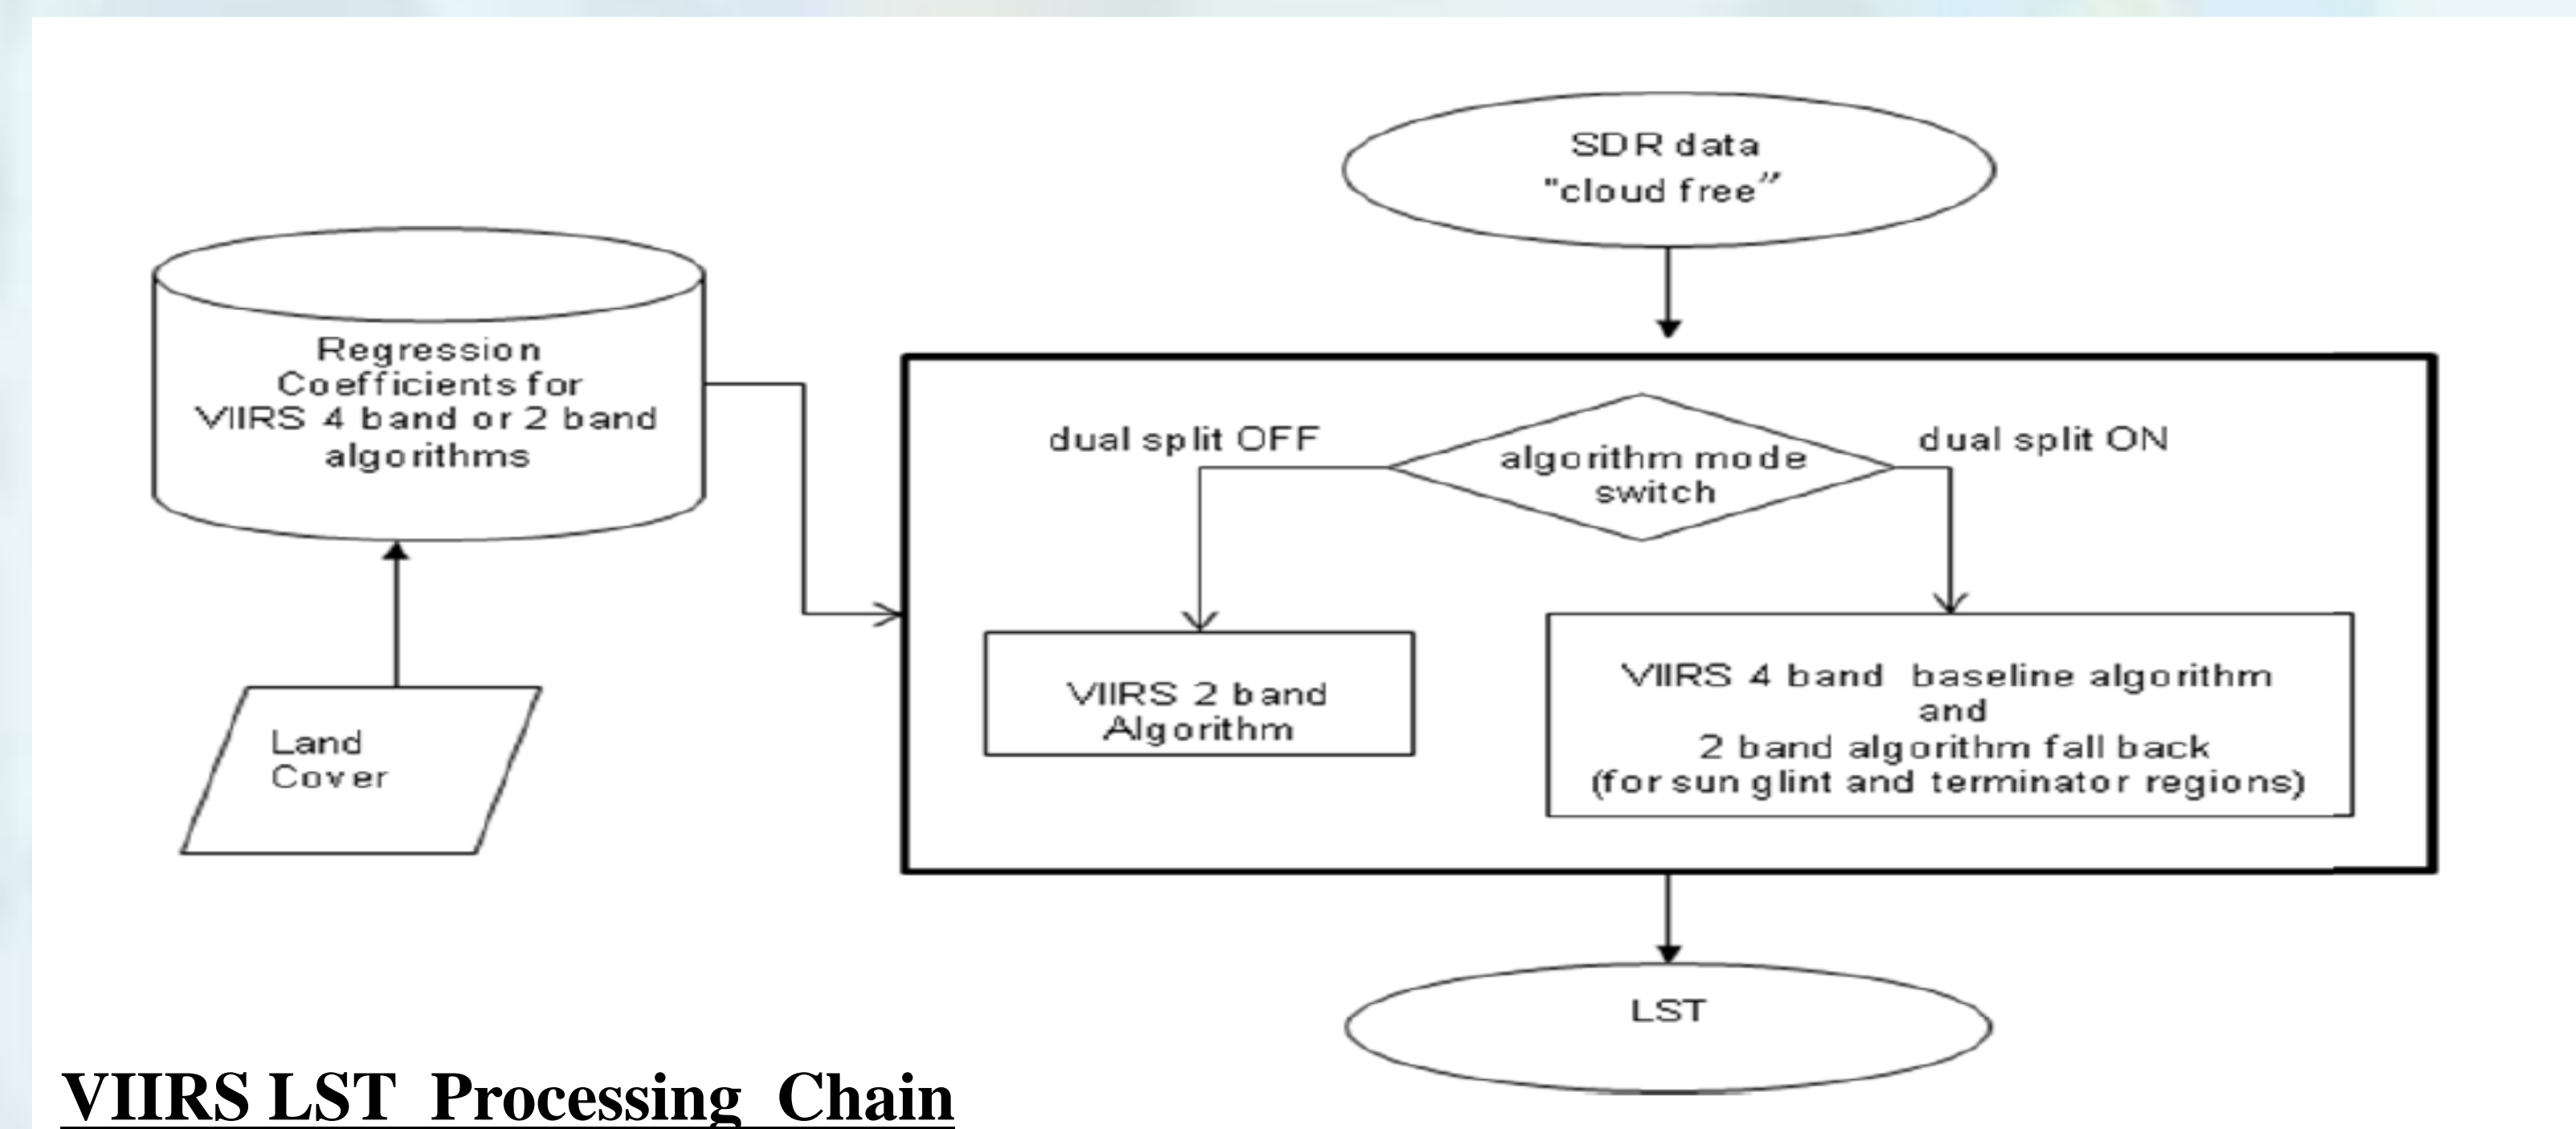 SDR data
"cloud free”
Regression
Coefficients for
VIIRS 4 band or 2 band
algorithms
dual split OFF
algorithm mode
switch
dual split ON
VIIRS 2 band
Algorithm
VIIRS 4 band baseline algorithm
and
2 band algorithm fall back
(for sun glint and terminator regions)
Land
Cover
LST
VIIRS LST Processing Chain